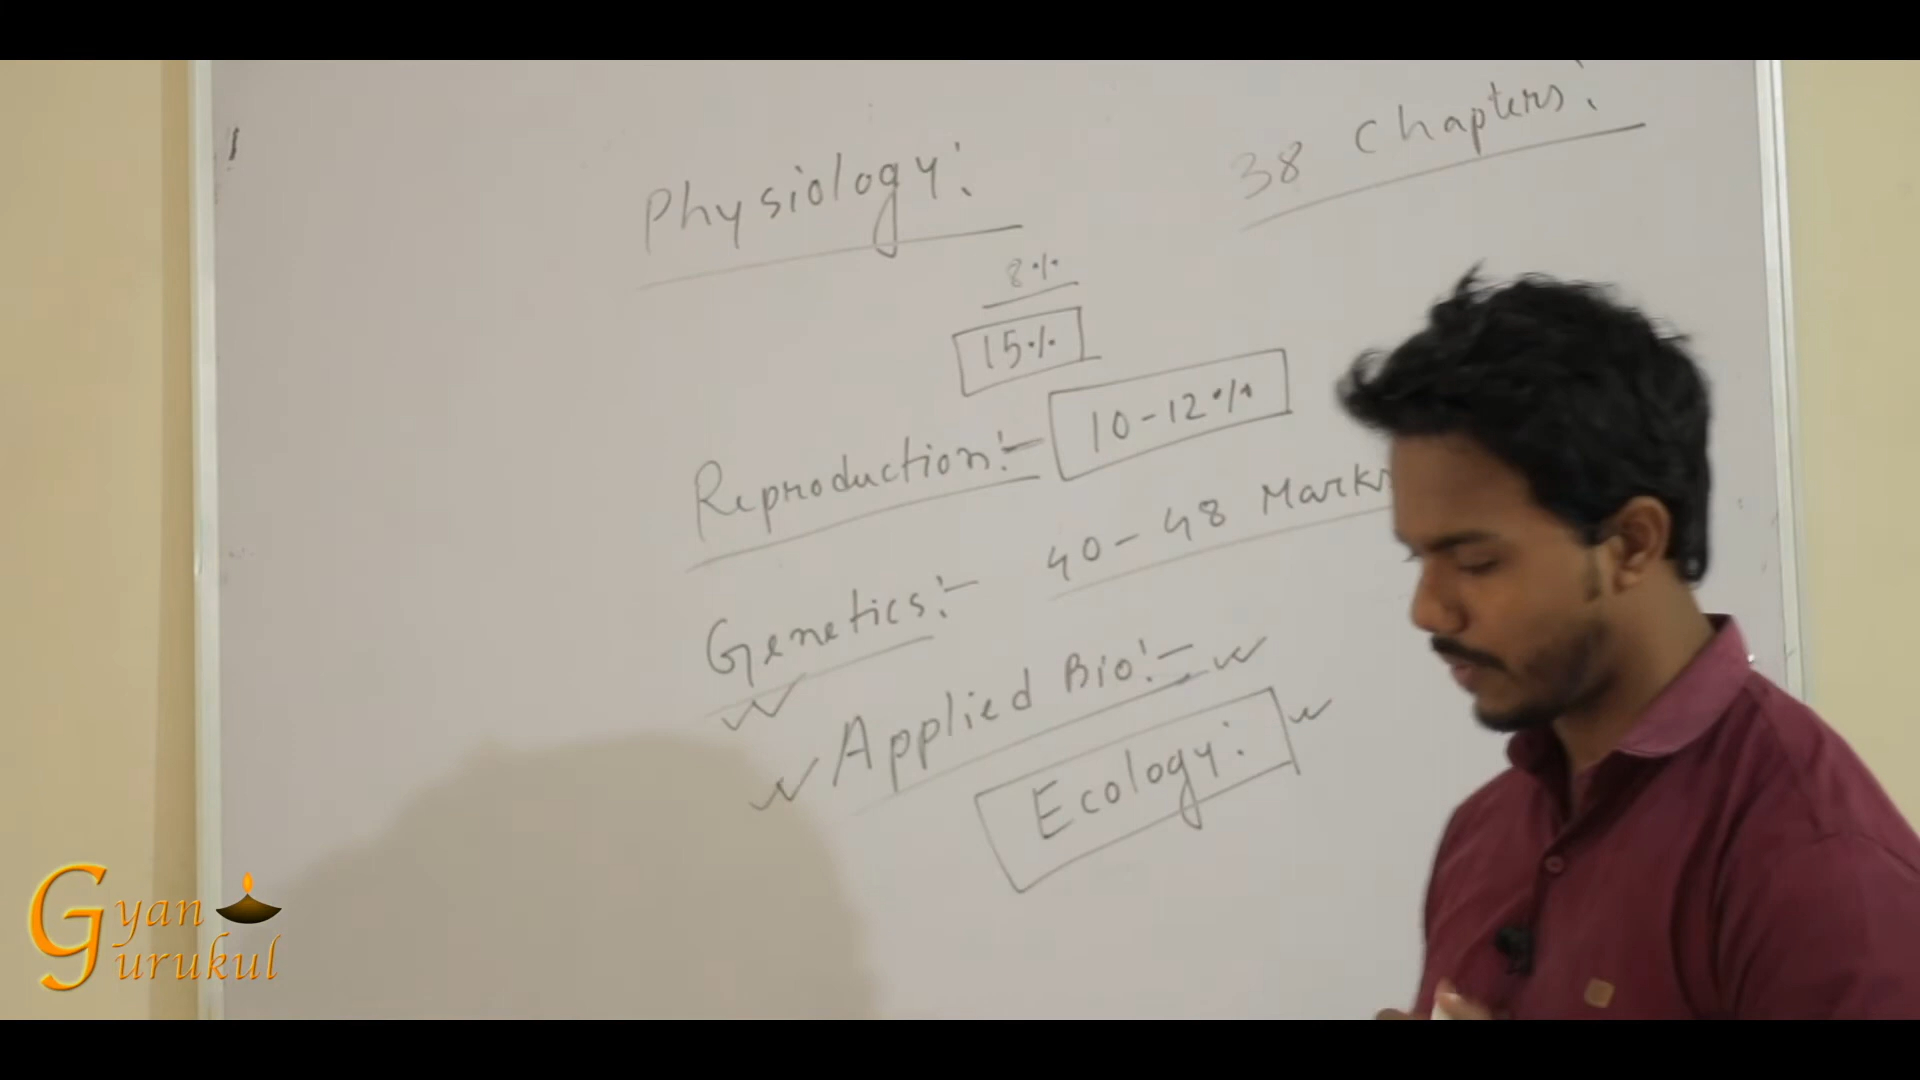 38 Chapters:
Physiology:
8%
15%
Reproduction:- 10-12%
Genetics:- 40-48 Marks
Applied Bio:-
Ecology:
Gyan
Gurukul